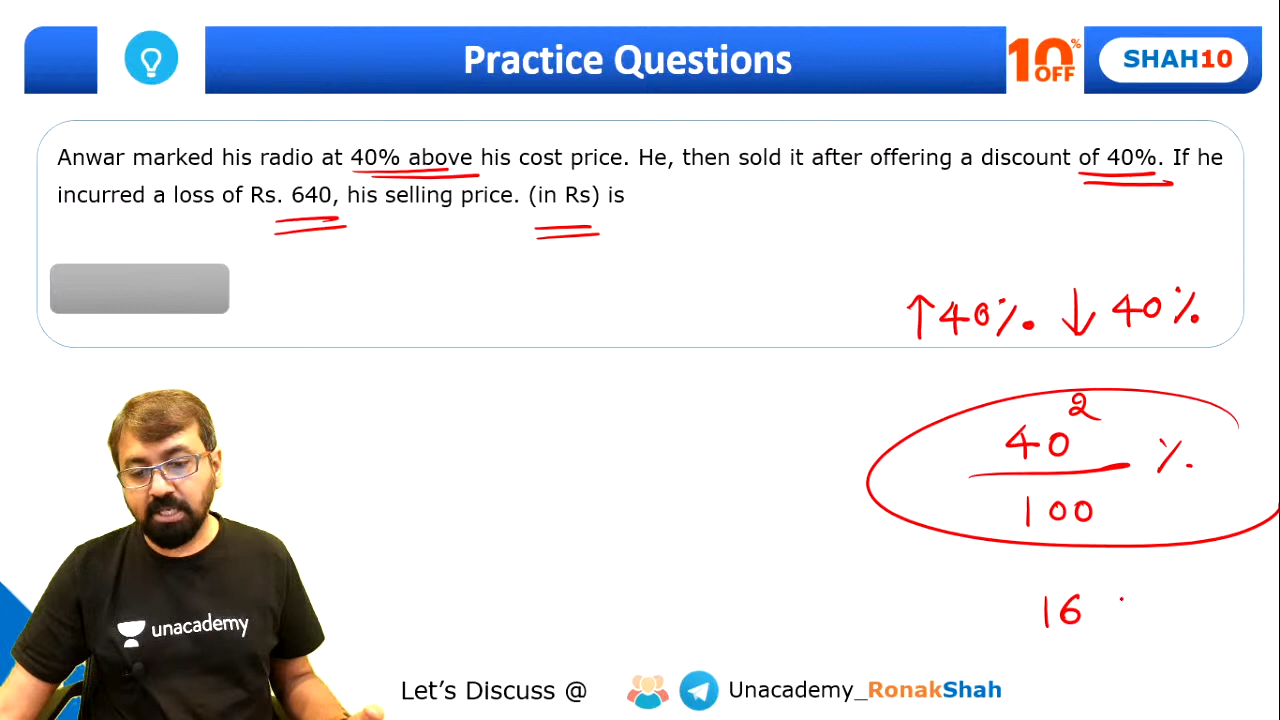 Practice Questions
10% OFF
SHAH10
Anwar marked his radio at 40% above his cost price. He, then sold it after offering a discount of 40%. If he
incurred a loss of Rs. 640, his selling price. (in Rs) is
↑40%. ↓40%
40² %.
100
16
unacademy
Let’s Discuss @ Unacademy_RonakShah